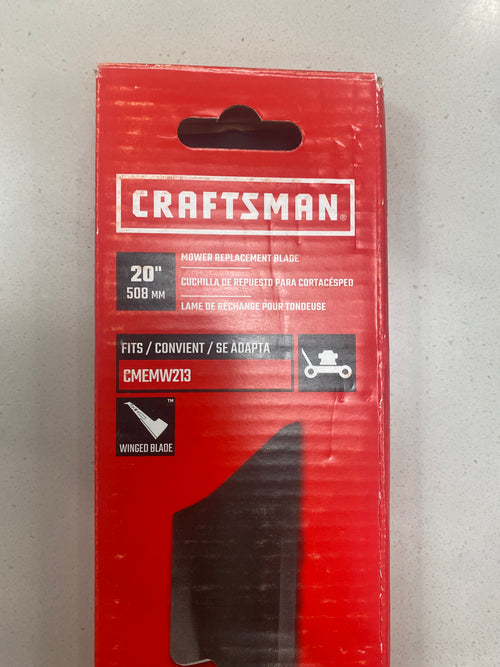 CRAFTSMAN®
20"
508 MM
MOWER REPLACEMENT BLADE
CUCHILLA DE REPUESTO PARA CORTACÉSPED
LAME DE RECHANGE POUR TONDEUSE
FITS / CONVIENT / SE ADAPTA
CMEMW213
™
WINGED BLADE